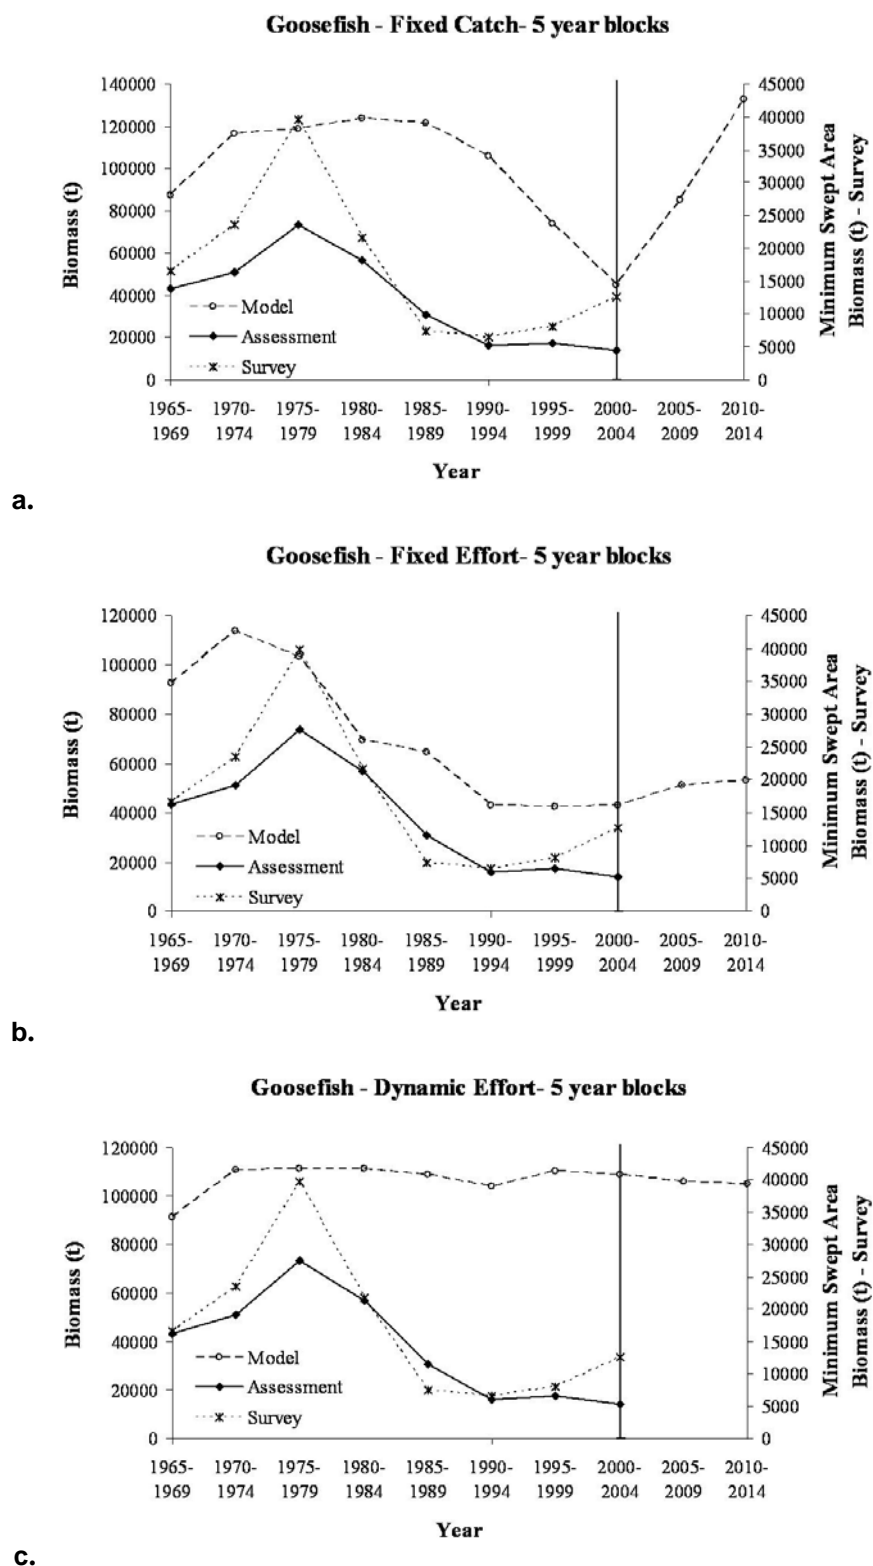 Goosefish - Fixed Catch- 5 year blocks
140000
120000
100000
80000
60000
40000
20000
0
Biomass (t)
45000
40000
35000
30000
25000
20000
15000
10000
5000
0
Minimum Swept Area
Biomass (t) - Survey
Model
Assessment
Survey
1965- 1970- 1975- 1980- 1985- 1990- 1995- 2000- 2005- 2010-
1969 1974 1979 1984 1989 1994 1999 2004 2009 2014
Year
a.
Goosefish - Fixed Effort- 5 year blocks
120000
100000
80000
60000
40000
20000
0
Biomass (t)
45000
40000
35000
30000
25000
20000
15000
10000
5000
0
Minimum Swept Area
Biomass (t) - Survey
Model
Assessment
Survey
1965- 1970- 1975- 1980- 1985- 1990- 1995- 2000- 2005- 2010-
1969 1974 1979 1984 1989 1994 1999 2004 2009 2014
Year
b.
Goosefish - Dynamic Effort- 5 year blocks
120000
100000
80000
60000
40000
20000
0
Biomass (t)
45000
40000
35000
30000
25000
20000
15000
10000
5000
0
Minimum Swept Area
Biomass (t) - Survey
Model
Assessment
Survey
1965- 1970- 1975- 1980- 1985- 1990- 1995- 2000- 2005- 2010-
1969 1974 1979 1984 1989 1994 1999 2004 2009 2014
Year
c.